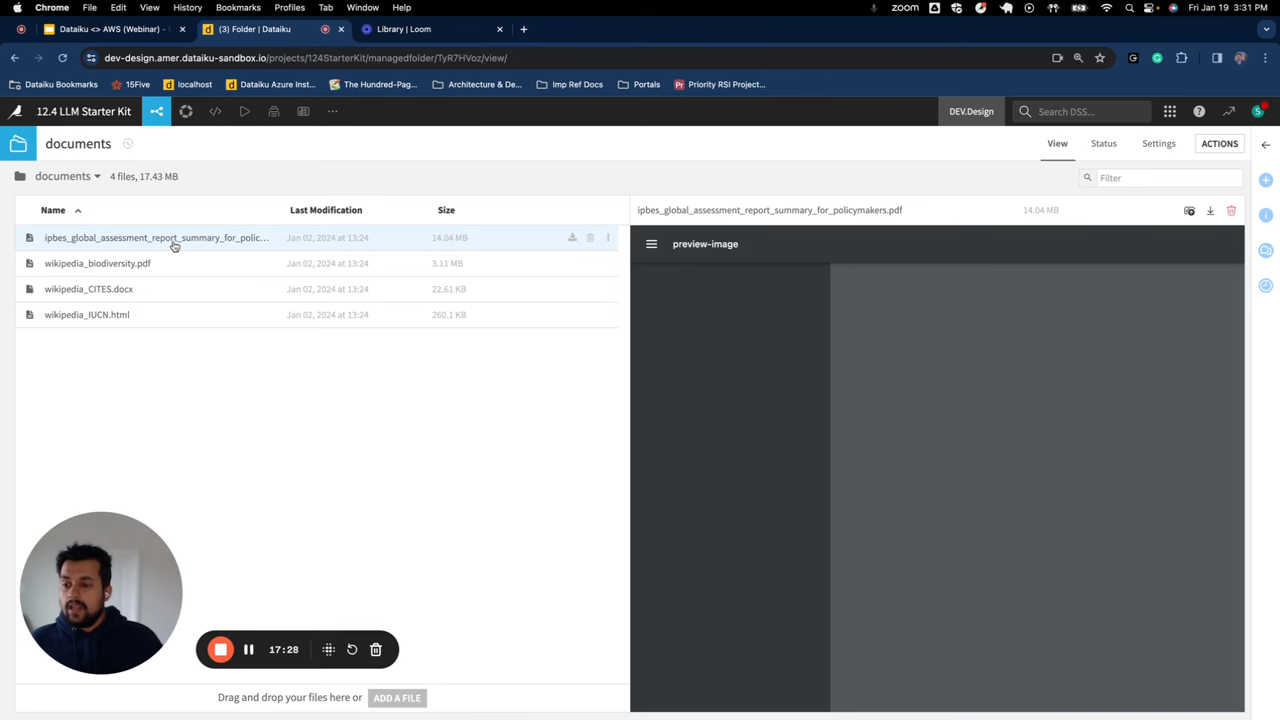 Chrome File Edit View History Bookmarks Profiles Tab Window Help zoom Fri Jan 19 3:31 PM
Dataiku <> AWS (Webinar) - (3) Folder | Dataiku Library | Loom
dev-design.amer.dataiku-sandbox.io/projects/124StarterKit/managedfolder/TyR7HVoz/view/
Dataiku Bookmarks 15Five localhost Dataiku Azure Inst... The Hundred-Pag... Architecture & De... Imp Ref Docs Portals Priority RSI Project...
12.4 LLM Starter Kit DEV.Design Search DSS...
documents View Status Settings ACTIONS
documents 4 files, 17.43 MB Filter
Name Last Modification Size ipbes_global_assessment_report_summary_for_policymakers.pdf 14.04 MB
ipbes_global_assessment_report_summary_for_polic... Jan 02, 2024 at 13:24 14.04 MB
preview-image
wikipedia_biodiversity.pdf Jan 02, 2024 at 13:24 3.11 MB
wikipedia_CITES.docx Jan 02, 2024 at 13:24 22.61 KB
wikipedia_IUCN.html Jan 02, 2024 at 13:24 260.1 KB
17:28
Drag and drop your files here or ADD A FILE